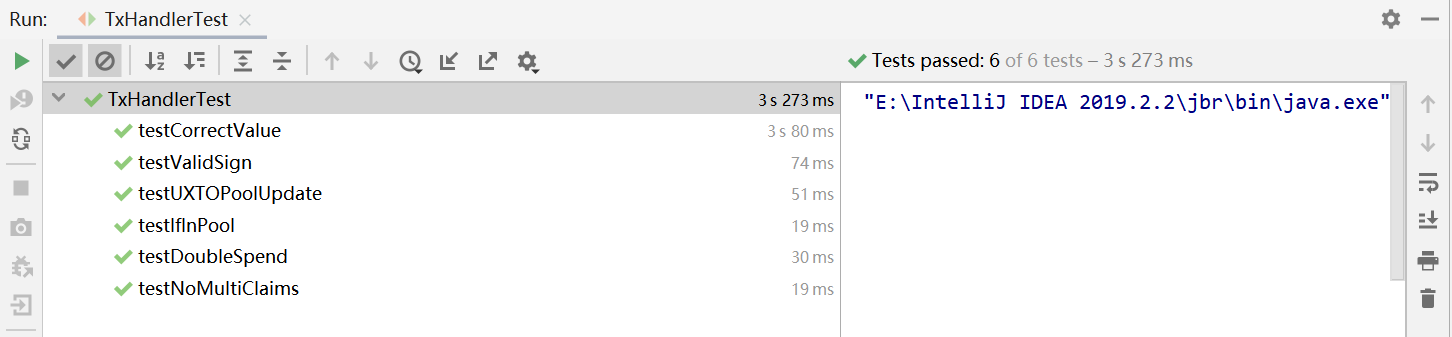 Run: TxHandlerTest
Tests passed: 6 of 6 tests – 3 s 273 ms
TxHandlerTest 3 s 273 ms
"E:\IntelliJ IDEA 2019.2.2\jbr\bin\java.exe"
testCorrectValue 3 s 80 ms
testValidSign 74 ms
testUXTOPoolUpdate 51 ms
testIfInPool 19 ms
testDoubleSpend 30 ms
testNoMultiClaims 19 ms